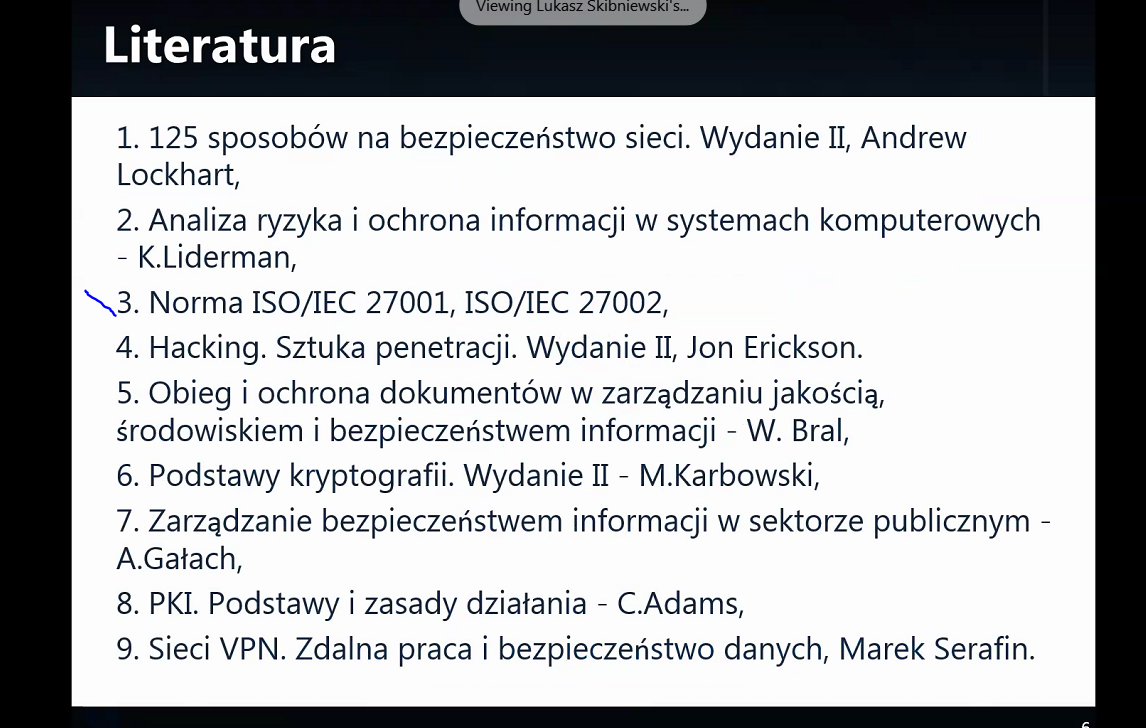 Viewing Lukasz Skibniewski's...
Literatura
1. 125 sposobów na bezpieczeństwo sieci. Wydanie II, Andrew
Lockhart,
2. Analiza ryzyka i ochrona informacji w systemach komputerowych
- K.Liderman,
3. Norma ISO/IEC 27001, ISO/IEC 27002,
4. Hacking. Sztuka penetracji. Wydanie II, Jon Erickson.
5. Obieg i ochrona dokumentów w zarządzaniu jakością,
środowiskiem i bezpieczeństwem informacji - W. Bral,
6. Podstawy kryptografii. Wydanie II - M.Karbowski,
7. Zarządzanie bezpieczeństwem informacji w sektorze publicznym -
A.Gałach,
8. PKI. Podstawy i zasady działania - C.Adams,
9. Sieci VPN. Zdalna praca i bezpieczeństwo danych, Marek Serafin.
6